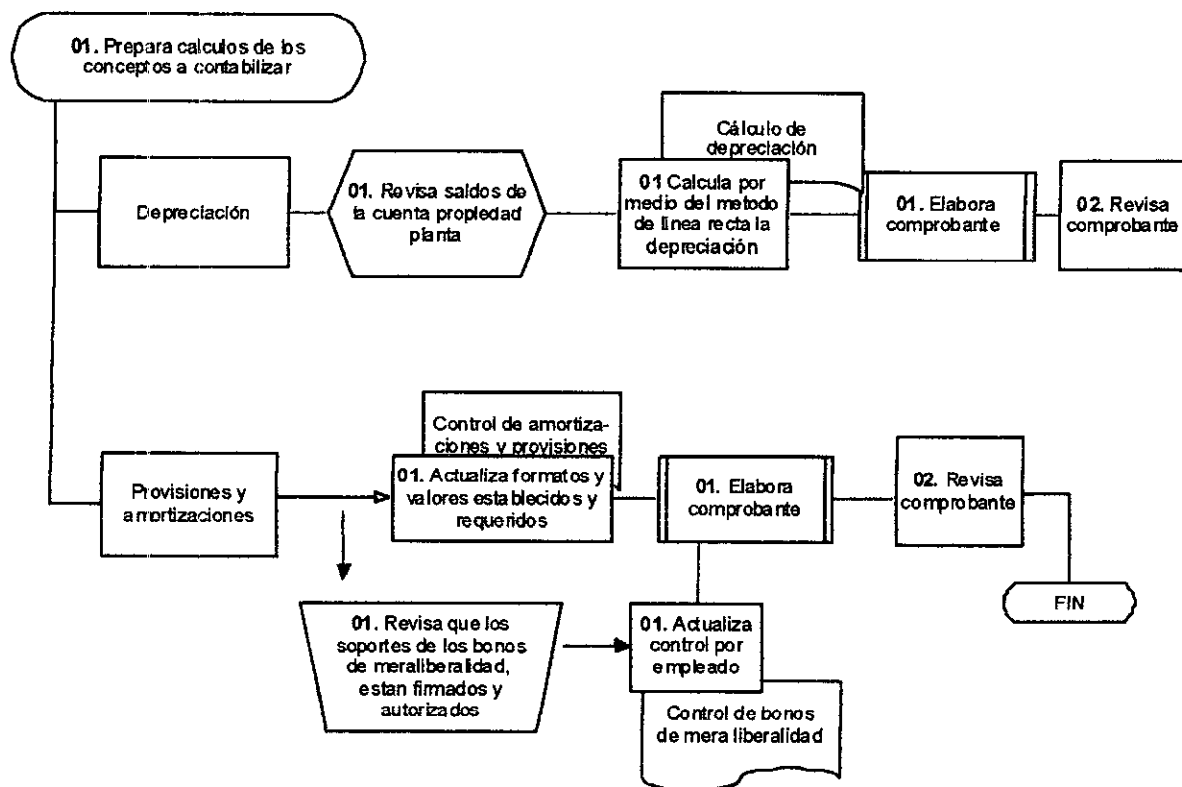 01. Prepara calculos de los
conceptos a contabilizar
Depreciación
01. Revisa saldos de
la cuenta propiedad
planta
Cálculo de
depreciación
01 Calcula por
medio del metodo
de línea recta la
depreciación
01. Elabora
comprobante
02. Revisa
comprobante
Provisiones y
amortizaciones
Control de amortiza-
ciones y provisiones
01. Actualiza formatos y
valores establecidos y
requeridos
01. Elabora
comprobante
02. Revisa
comprobante
FIN
01. Revisa que los
soportes de los bonos
de meraliberalidad,
estan firmados y
autorizados
01. Actualiza
control por
empleado
Control de bonos
de mera liberalidad